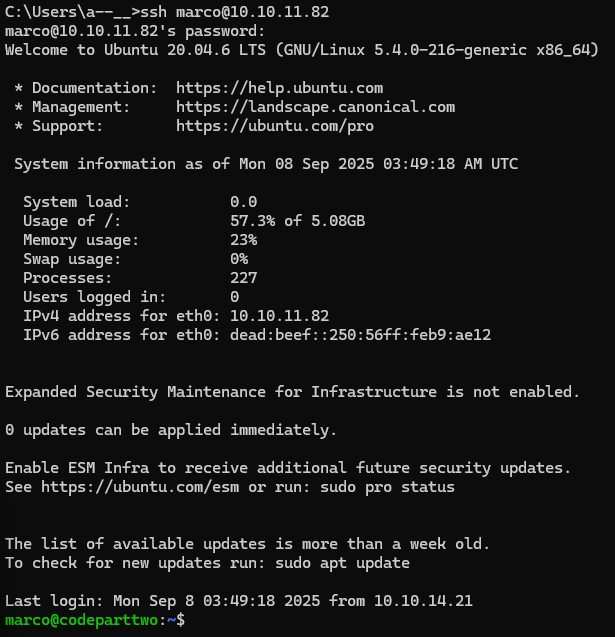 C:\Users\a--__>ssh marco@10.10.11.82
marco@10.10.11.82's password:
Welcome to Ubuntu 20.04.6 LTS (GNU/Linux 5.4.0-216-generic x86_64)
* Documentation:  https://help.ubuntu.com
* Management:     https://landscape.canonical.com
* Support:        https://ubuntu.com/pro
System information as of Mon 08 Sep 2025 03:49:18 AM UTC
System load:           0.0
Usage of /:            57.3% of 5.08GB
Memory usage:          23%
Swap usage:            0%
Processes:             227
Users logged in:       0
IPv4 address for eth0: 10.10.11.82
IPv6 address for eth0: dead:beef::250:56ff:feb9:ae12
Expanded Security Maintenance for Infrastructure is not enabled.
0 updates can be applied immediately.
Enable ESM Infra to receive additional future security updates.
See https://ubuntu.com/esm or run: sudo pro status
The list of available updates is more than a week old.
To check for new updates run: sudo apt update
Last login: Mon Sep 8 03:49:18 2025 from 10.10.14.21
marco@codeparttwo:~$